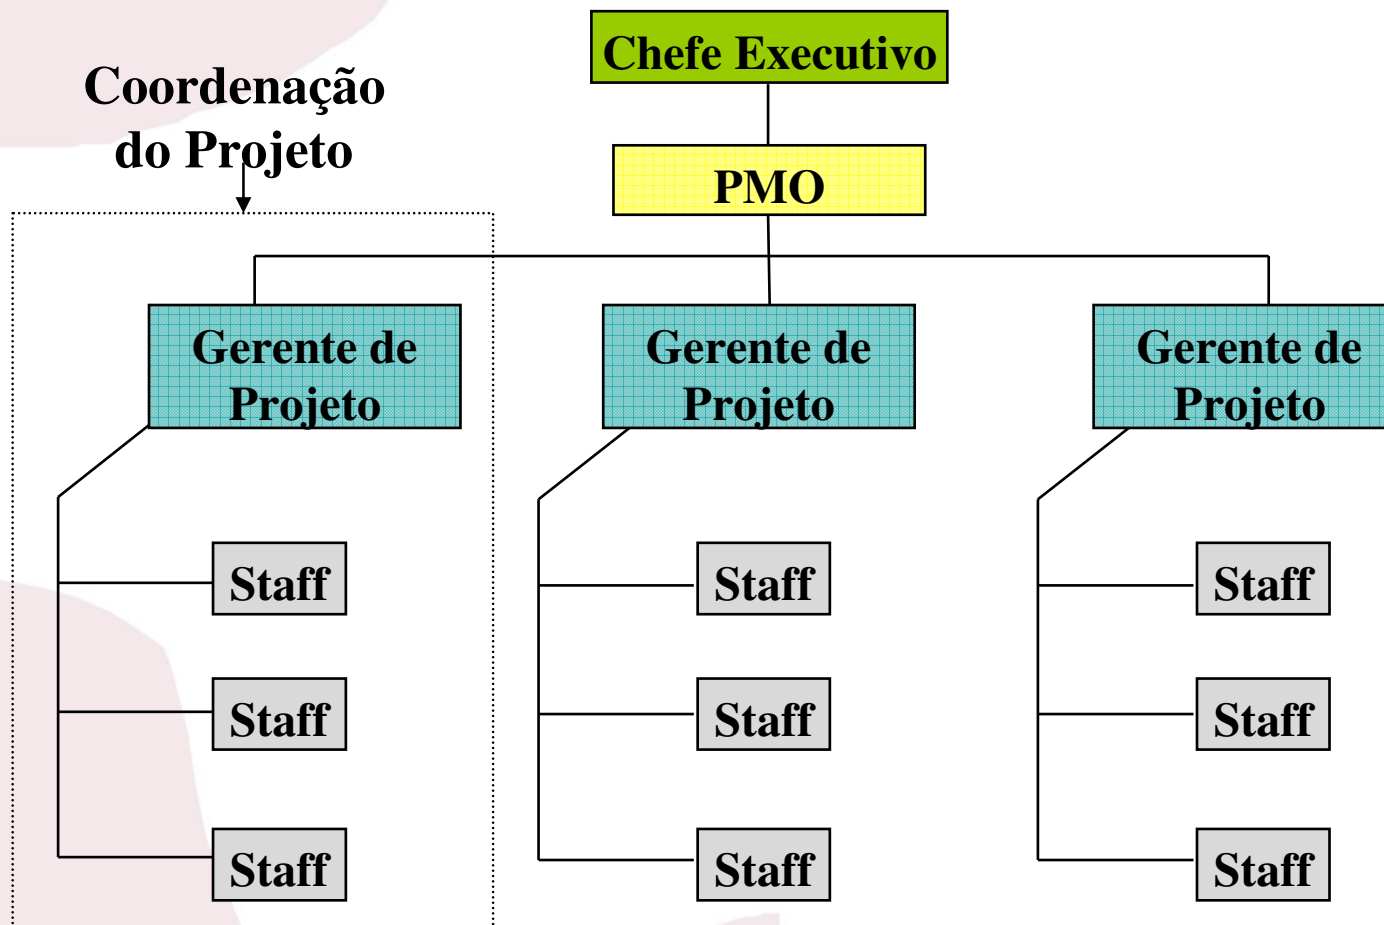 Chefe Executivo
Coordenação
do Projeto
PMO
Gerente de
Projeto
Gerente de
Projeto
Gerente de
Projeto
Staff
Staff
Staff
Staff
Staff
Staff
Staff
Staff
Staff